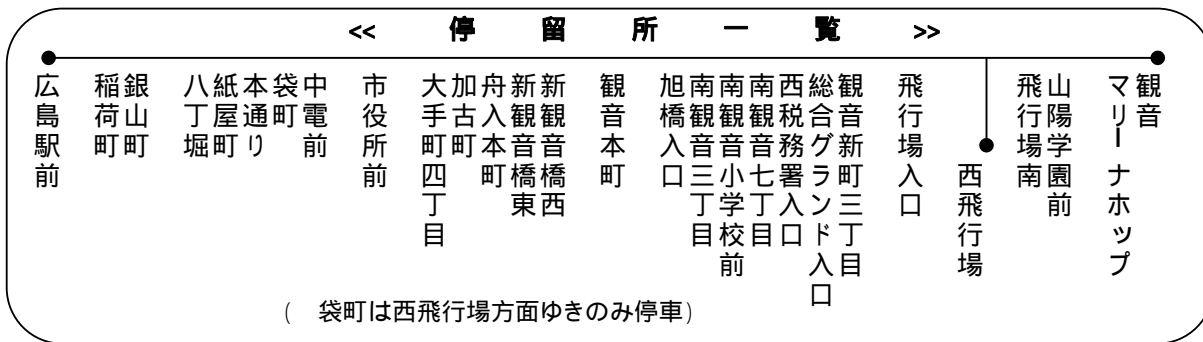 << 停留所一覧 >>
広島駅前
稲荷町
銀山町
八丁堀
紙屋町
本通り
袋町
中電前
市役所前
大手町四丁目
加古町
舟入本町
新観音橋東
新観音橋西
観音本町
旭橋入口
南観音三丁目
南観音小学校前
南観音七丁目
西税務署入口
総合グランド入口
観音新町三丁目
飛行場入口
西飛行場
飛行場南
山陽学園前
マリーナホップ
観音
( 袋町は西飛行場方面ゆきのみ停車)